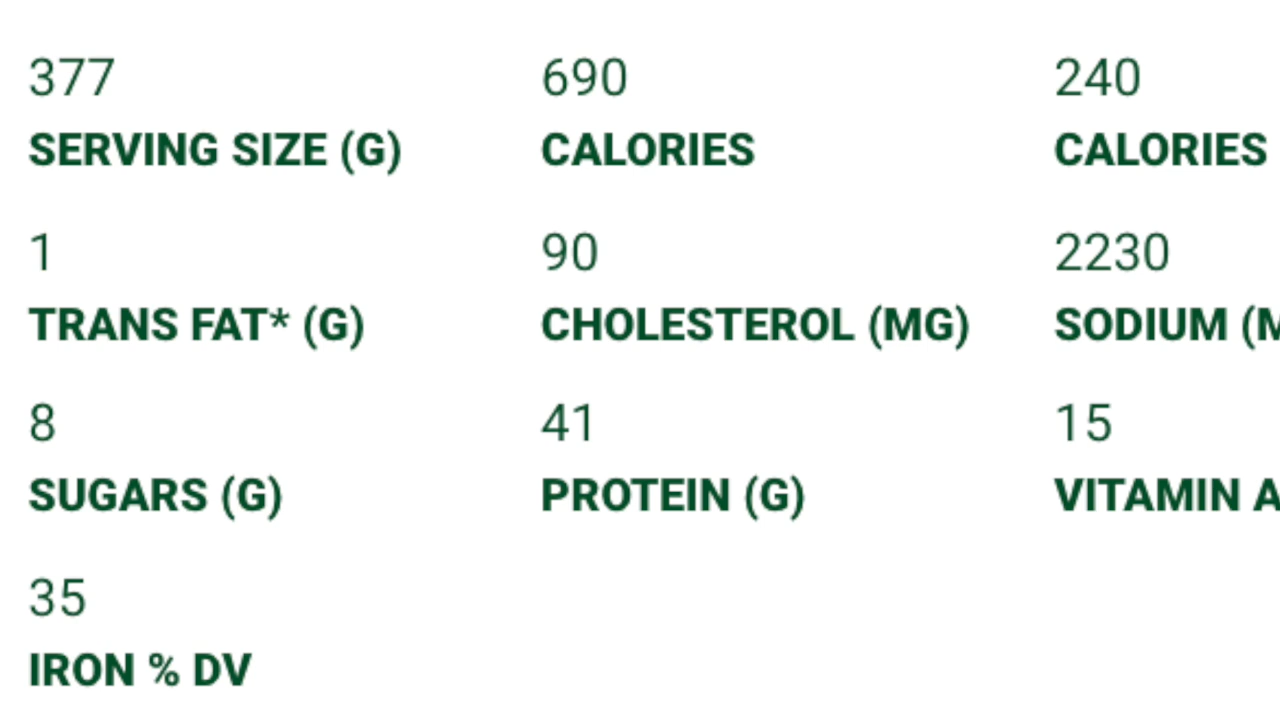 377 690 240
SERVING SIZE (G) CALORIES CALORIES
1 90 2230
TRANS FAT* (G) CHOLESTEROL (MG) SODIUM (M
8 41 15
SUGARS (G) PROTEIN (G) VITAMIN A
35
IRON % DV